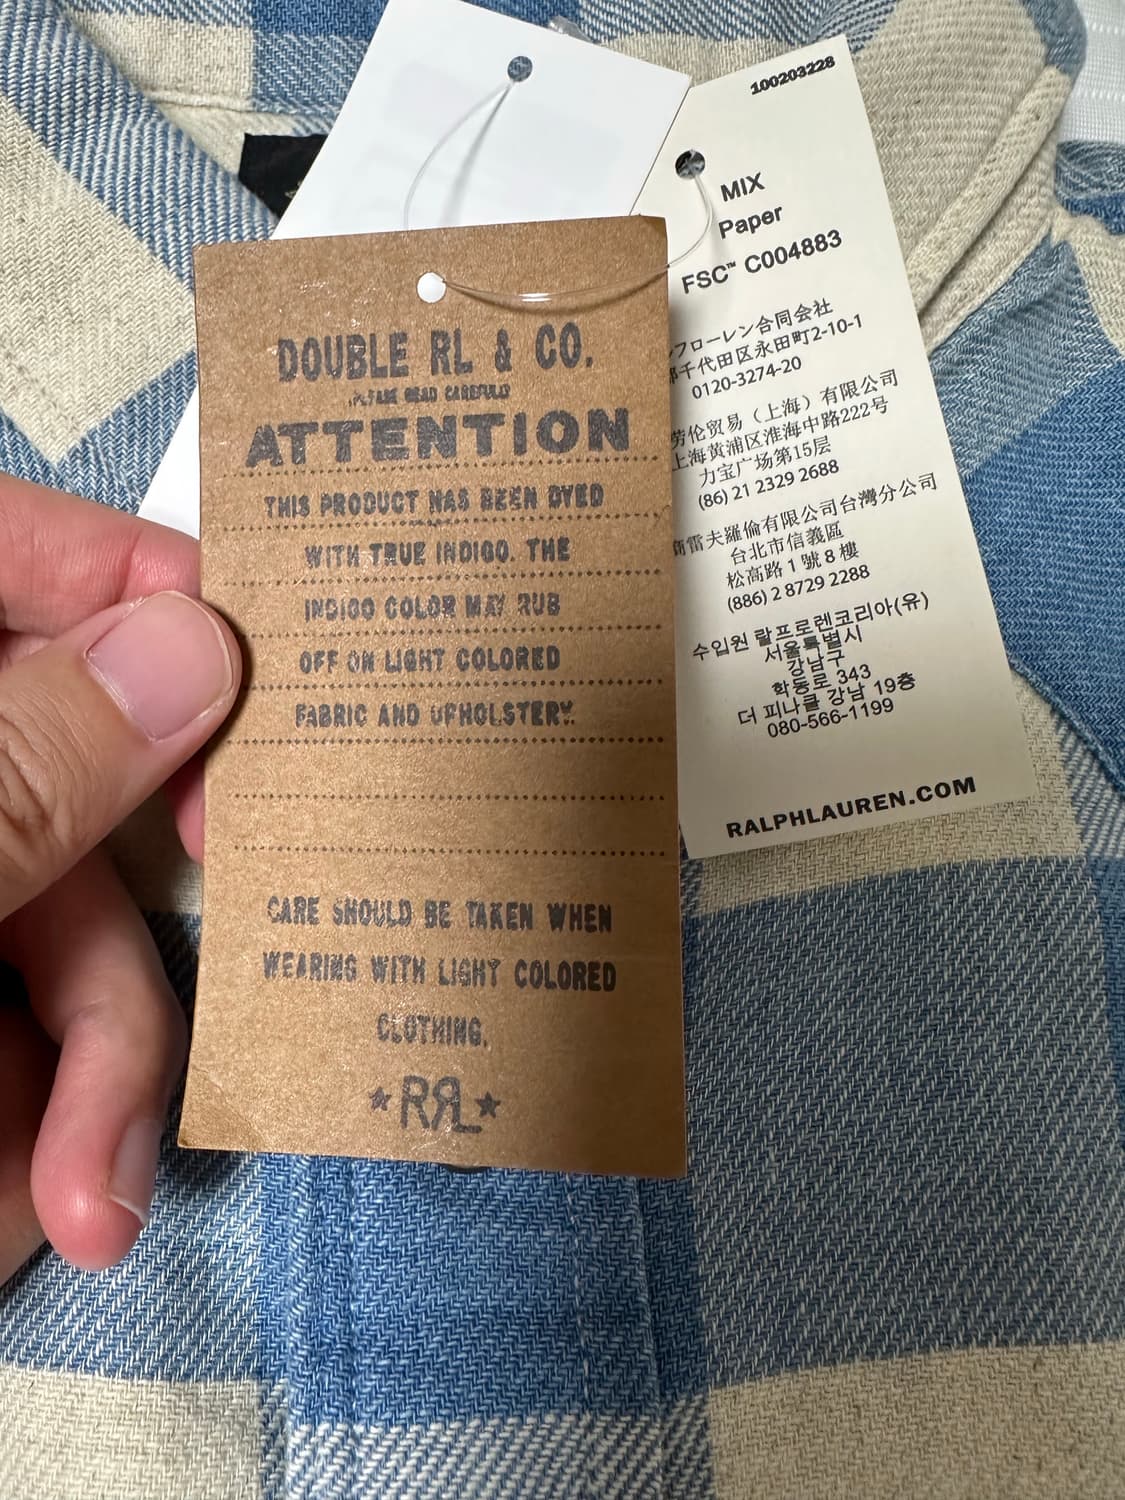 DOUBLE RL & CO.
PLEASE READ CAREFULLY
ATTENTION
THIS PRODUCT HAS BEEN DYED
WITH TRUE INDIGO. THE
INDIGO COLOR MAY RUB
OFF ON LIGHT COLORED
FABRIC AND UPHOLSTERY.
CARE SHOULD BE TAKEN WHEN
WEARING WITH LIGHT COLORED
CLOTHING.
RRL
100203228
MIX
Paper
FSC™ C004883
フローレン合同会社
千代田区永田町2-10-1
0120-3274-20
劳伦贸易（上海）有限公司
上海黄浦区淮海中路222号
力宝广场第15层
(86) 21 2329 2688
商雷夫羅倫有限公司台灣分公司
台北市信義區
松高路 1 號 8 樓
(886) 2 8729 2288
수입원 랄프로렌코리아(유)
서울특별시
강남구
학동로 343
더 피나클 강남 19층
080-566-1199
RALPHLAUREN.COM